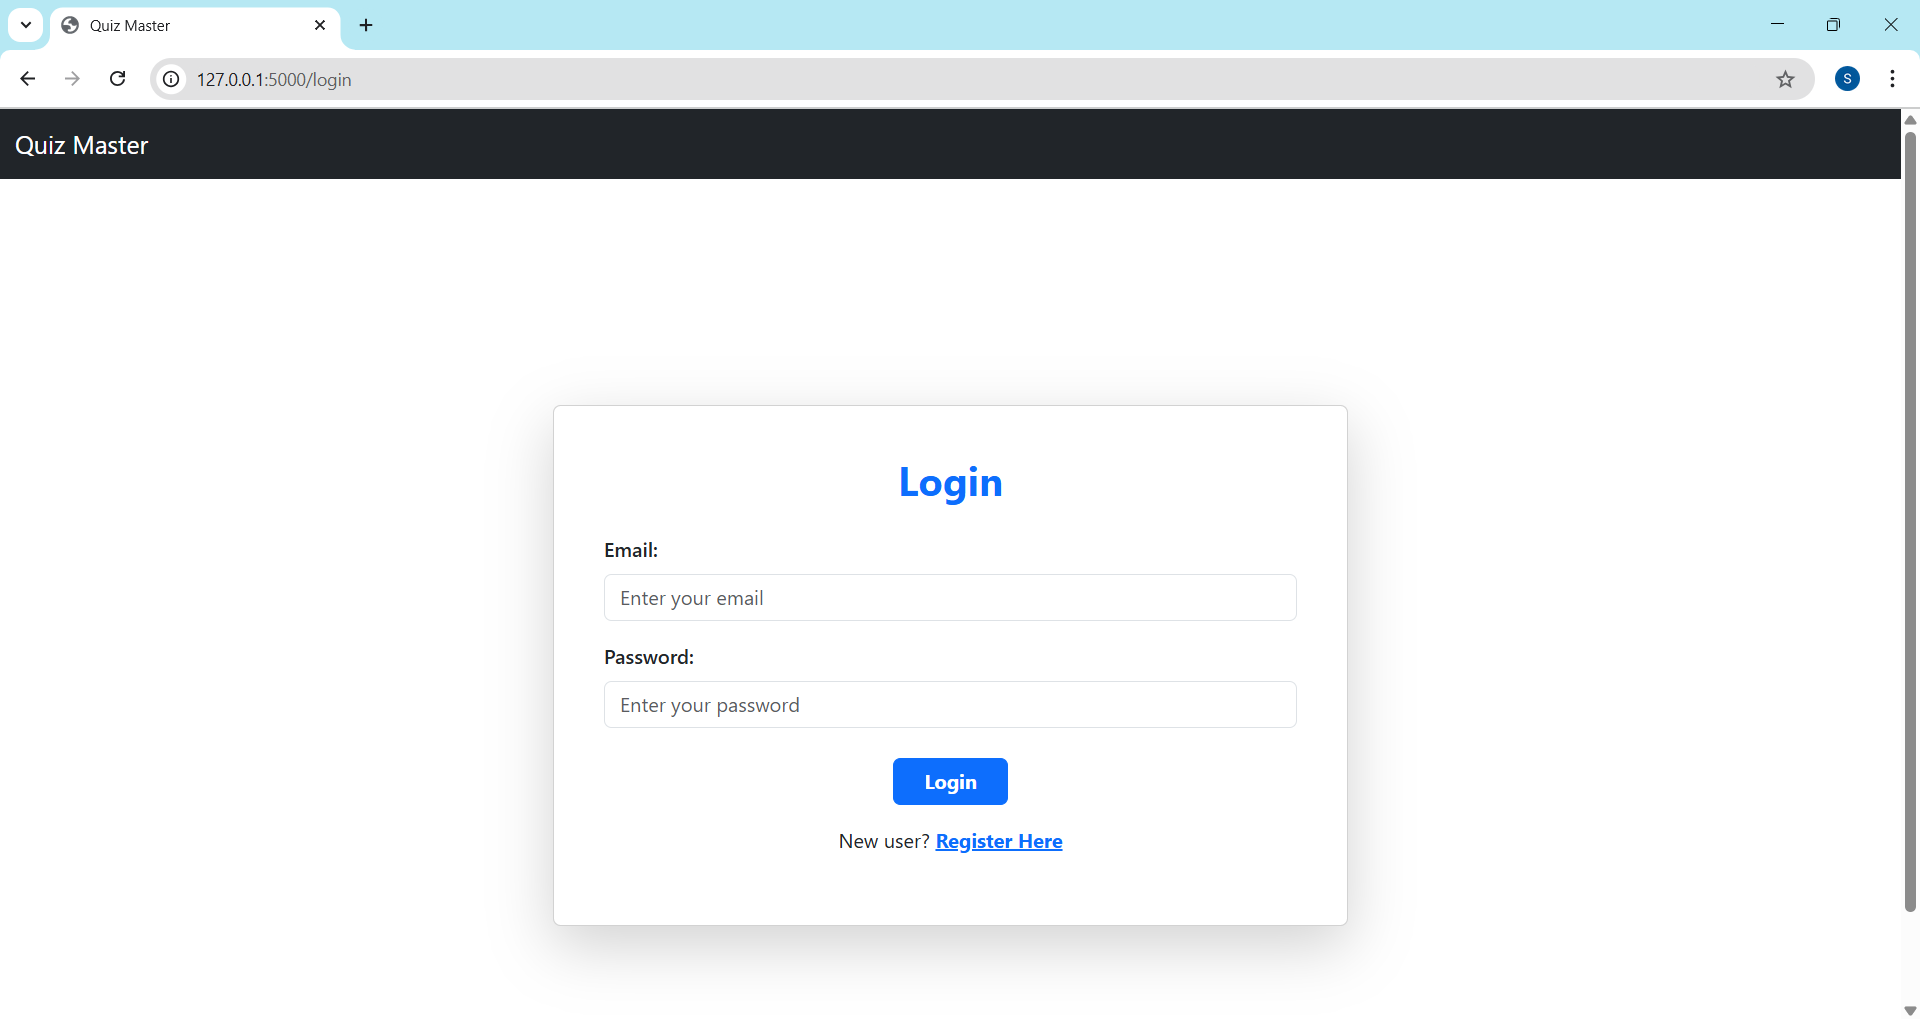 Quiz Master
127.0.0.1:5000/login
S
Quiz Master
Login
Email:
Enter your email
Password:
Enter your password
Login
New user? Register Here